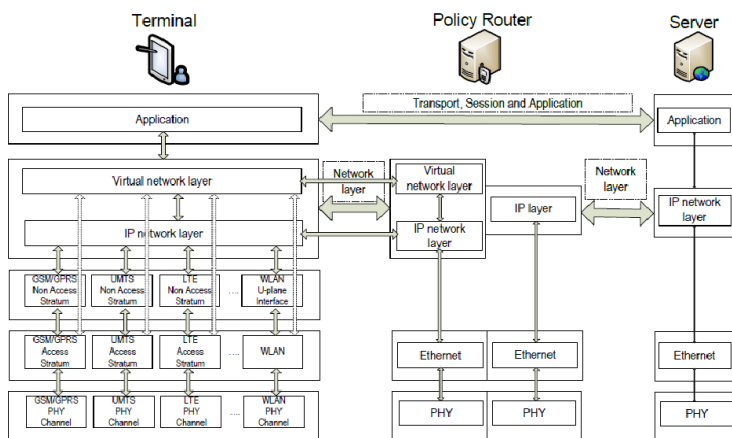 Terminal
Policy Router
Server
Transport, Session and Application
Application
Application
Virtual network layer
Network
layer
Virtual
network layer
Network
layer
IP network layer
IP network
layer
IP layer
IP network
layer
GSM/GPRS
Non Access
Stratum
UMTS
Non Access
Stratum
LTE
Non Access
Stratum
....
WLAN
U-plane
Interface
GSM/GPRS
Access
Stratum
UMTS
Access
Stratum
LTE
Access
Stratum
...
WLAN
Ethernet
Ethernet
Ethernet
GSM/GPRS
PHY
Channel
UMTS
PHY
Channel
LTE
PHY
Channel
....
WLAN
PHY
Channel
PHY
PHY
PHY